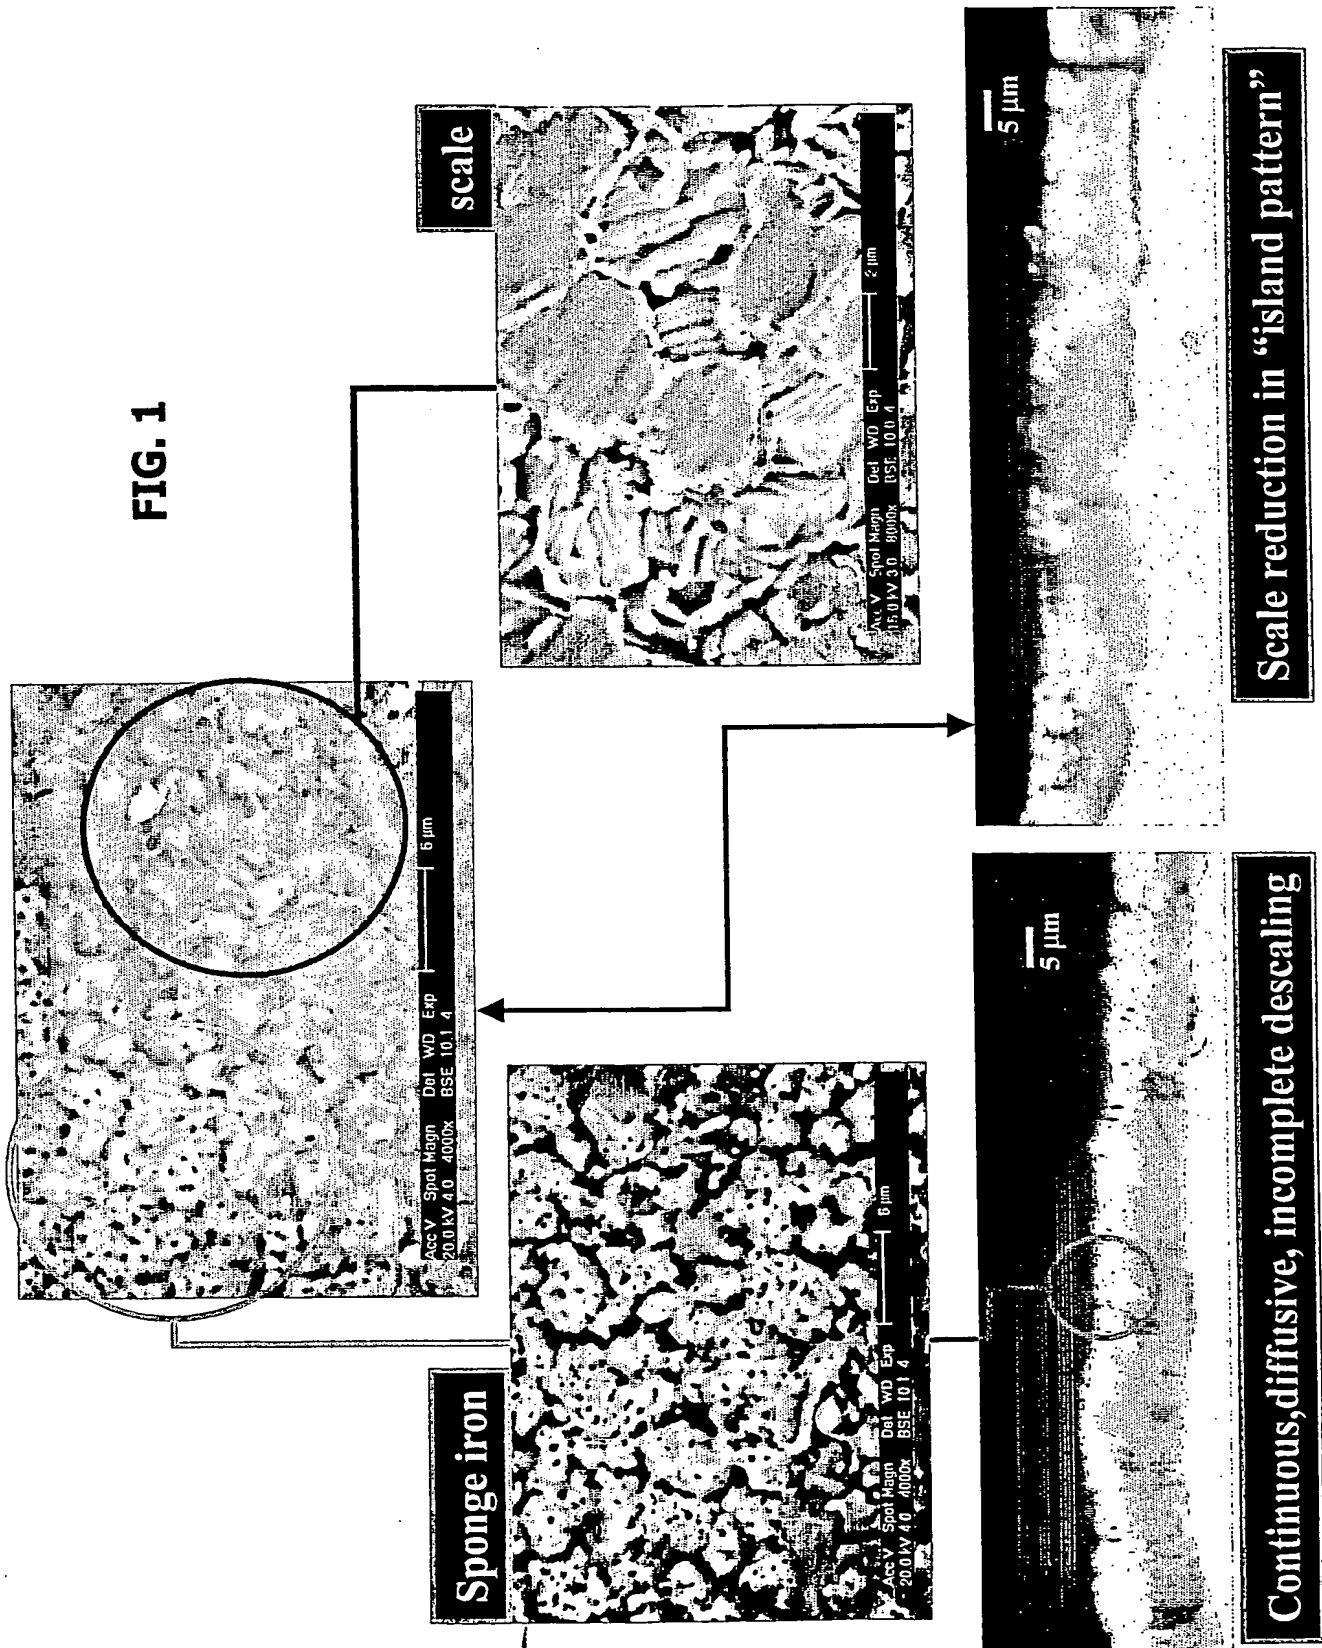 FIG. 1
Acc V Spot Magn Det WD Exp
20.0 kV 4.0 4000x BSE 10.1 4
6 µm
Sponge iron
Acc V Spot Magn Det WD Exp
20.0 kV 4.0 4000x BSE 10.1 4
6 µm
scale
Acc V Spot Magn Det WD Exp
15.0 kV 3.0 8000x BSE 10.0 4
2 µm
5 µm
Continuous,diffusive, incomplete descaling
5 µm
Scale reduction in “island pattern”